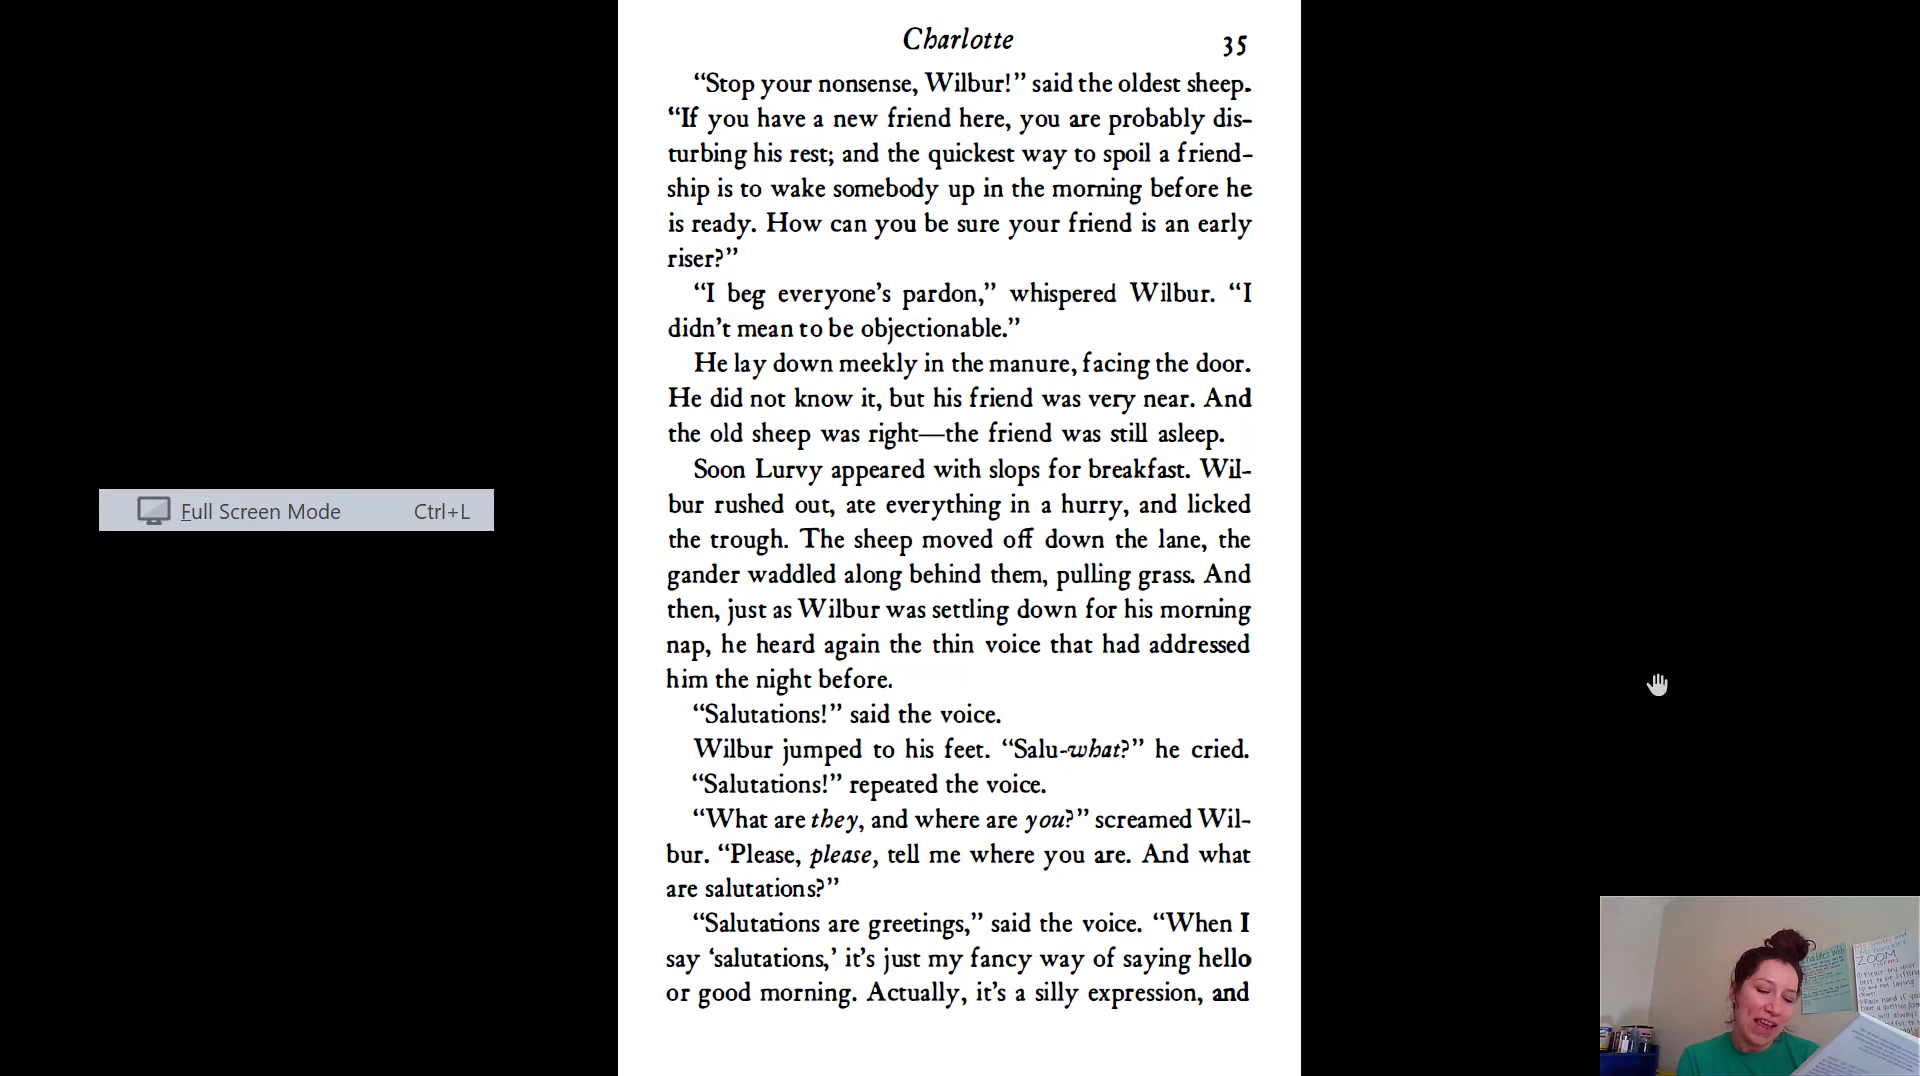 Charlotte 35
“Stop your nonsense, Wilbur!” said the oldest sheep.
“If you have a new friend here, you are probably dis-
turbing his rest; and the quickest way to spoil a friend-
ship is to wake somebody up in the morning before he
is ready. How can you be sure your friend is an early
riser?”
“I beg everyone’s pardon,” whispered Wilbur. “I
didn’t mean to be objectionable.”
He lay down meekly in the manure, facing the door.
He did not know it, but his friend was very near. And
the old sheep was right—the friend was still asleep.
Soon Lurvy appeared with slops for breakfast. Wil-
bur rushed out, ate everything in a hurry, and licked
the trough. The sheep moved off down the lane, the
gander waddled along behind them, pulling grass. And
then, just as Wilbur was settling down for his morning
nap, he heard again the thin voice that had addressed
him the night before.
“Salutations!” said the voice.
Wilbur jumped to his feet. “Salu-what?” he cried.
“Salutations!” repeated the voice.
“What are they, and where are you?” screamed Wil-
bur. “Please, please, tell me where you are. And what
are salutations?”
“Salutations are greetings,” said the voice. “When I
say ‘salutations,’ it’s just my fancy way of saying hello
or good morning. Actually, it’s a silly expression, and
Full Screen Mode Ctrl+L
Charlotte's Web
ZOOM
norms